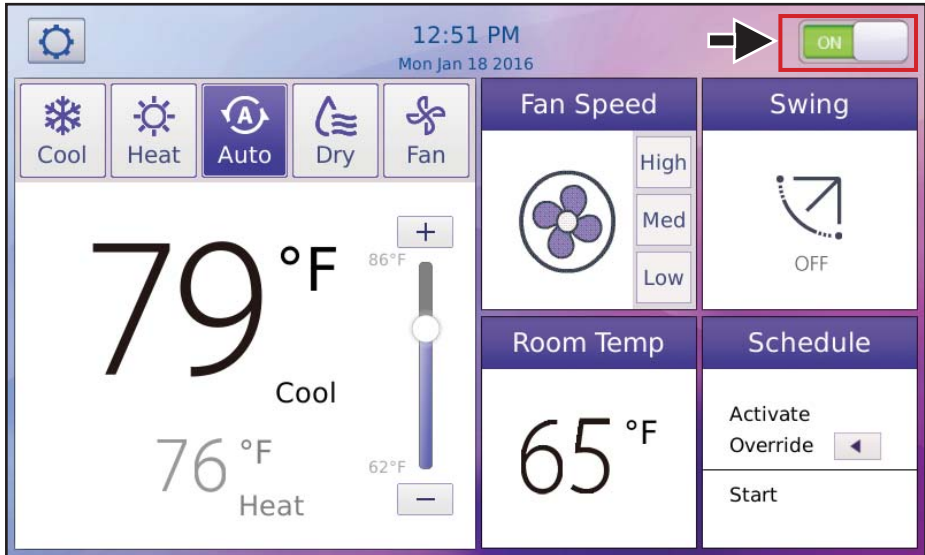 12:51 PM
Mon Jan 18 2016
ON
Cool
Heat
Auto
Dry
Fan
79 °F
Cool
76 °F
Heat
+
86°F
62°F
−
Fan Speed
High
Med
Low
Swing
OFF
Room Temp
65 °F
Schedule
Activate
Override
Start